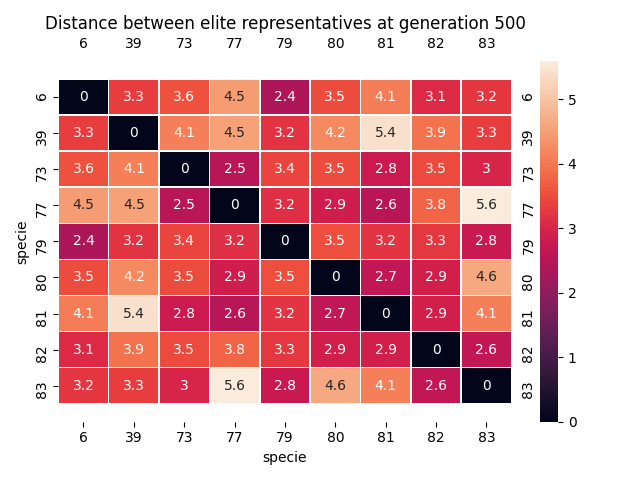 Distance between elite representatives at generation 500
6 39 73 77 79 80 81 82 83
6 0 3.3 3.6 4.5 2.4 3.5 4.1 3.1 3.2 6
39 3.3 0 4.1 4.5 3.2 4.2 5.4 3.9 3.3 39
73 3.6 4.1 0 2.5 3.4 3.5 2.8 3.5 3 73
77 4.5 4.5 2.5 0 3.2 2.9 2.6 3.8 5.6 77
79 2.4 3.2 3.4 3.2 0 3.5 3.2 3.3 2.8 79
80 3.5 4.2 3.5 2.9 3.5 0 2.7 2.9 4.6 80
81 4.1 5.4 2.8 2.6 3.2 2.7 0 2.9 4.1 81
82 3.1 3.9 3.5 3.8 3.3 2.9 2.9 0 2.6 82
83 3.2 3.3 3 5.6 2.8 4.6 4.1 2.6 0 83
6 39 73 77 79 80 81 82 83
specie
specie
5
4
3
2
1
0